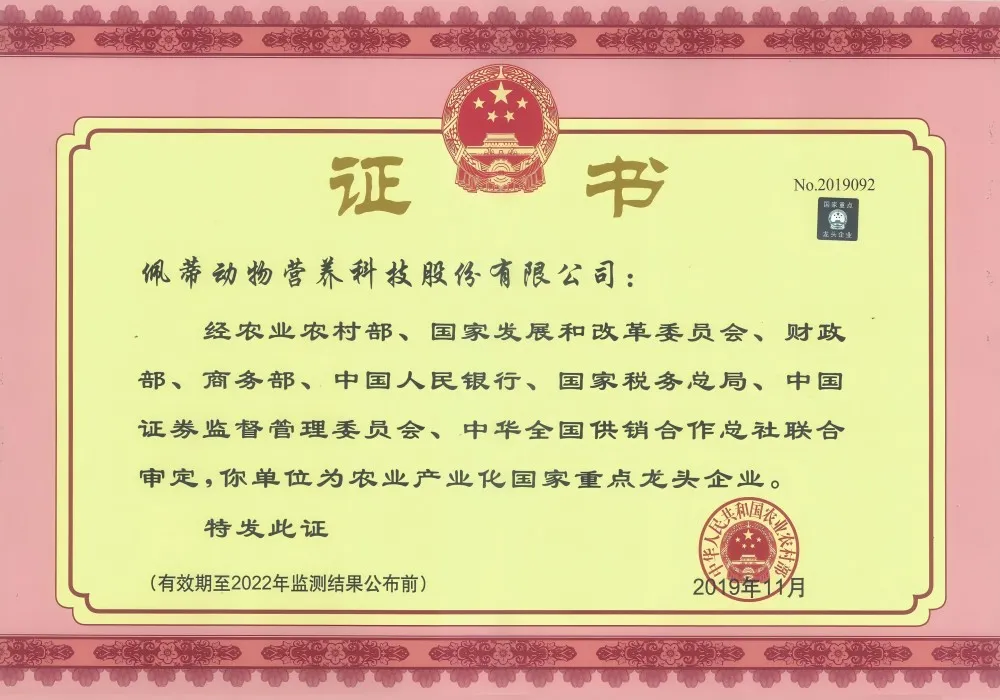 证 书
No.2019092
国家重点
龙头企业
佩蒂动物营养科技股份有限公司：
经农业农村部、国家发展和改革委员会、财政
部、商务部、中国人民银行、国家税务总局、中国
证券监督管理委员会、中华全国供销合作总社联合
审定，你单位为农业产业化国家重点龙头企业。
特发此证
中华人民共和国农业农村部
（有效期至2022年监测结果公布前）
2019年11月